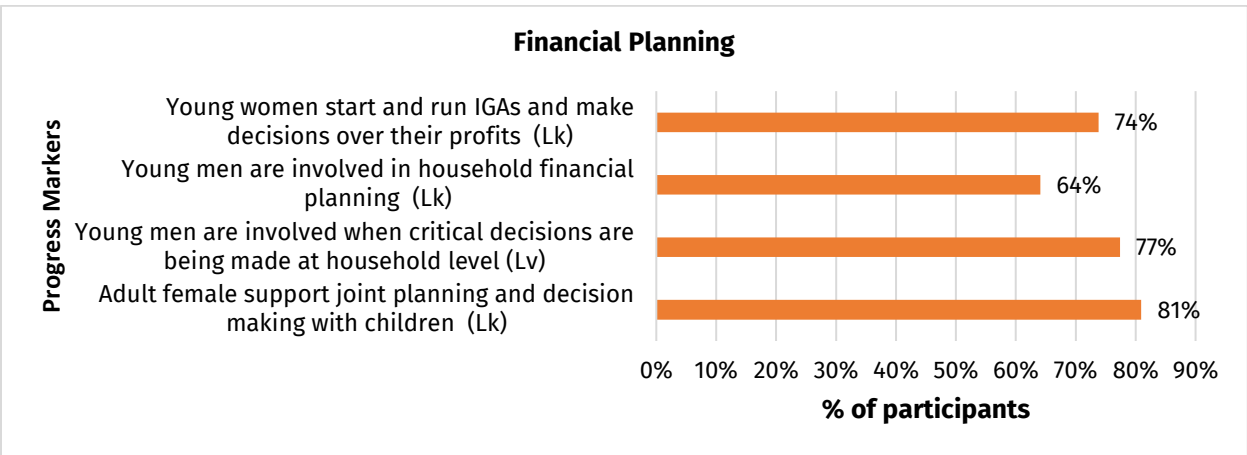 Financial Planning
Progress Markers
Young women start and run IGAs and make
decisions over their profits (Lk)
74%
Young men are involved in household financial
planning (Lk)
64%
Young men are involved when critical decisions are
being made at household level (Lv)
77%
Adult female support joint planning and decision
making with children (Lk)
81%
0% 10% 20% 30% 40% 50% 60% 70% 80% 90%
% of participants